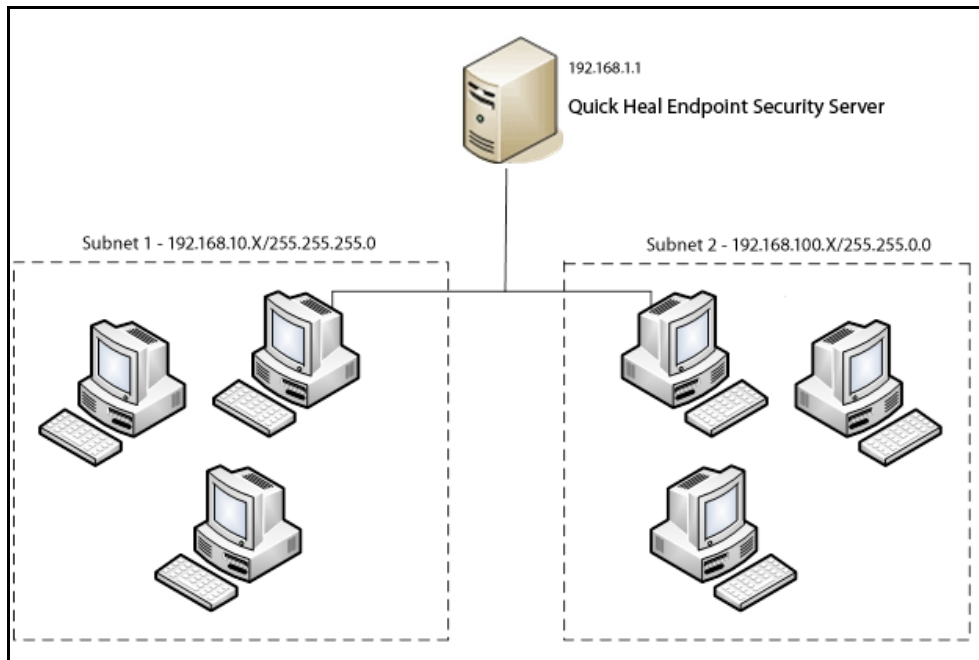 192.168.1.1
Quick Heal Endpoint Security Server
Subnet 1 - 192.168.10.X/255.255.255.0
Subnet 2 - 192.168.100.X/255.255.0.0